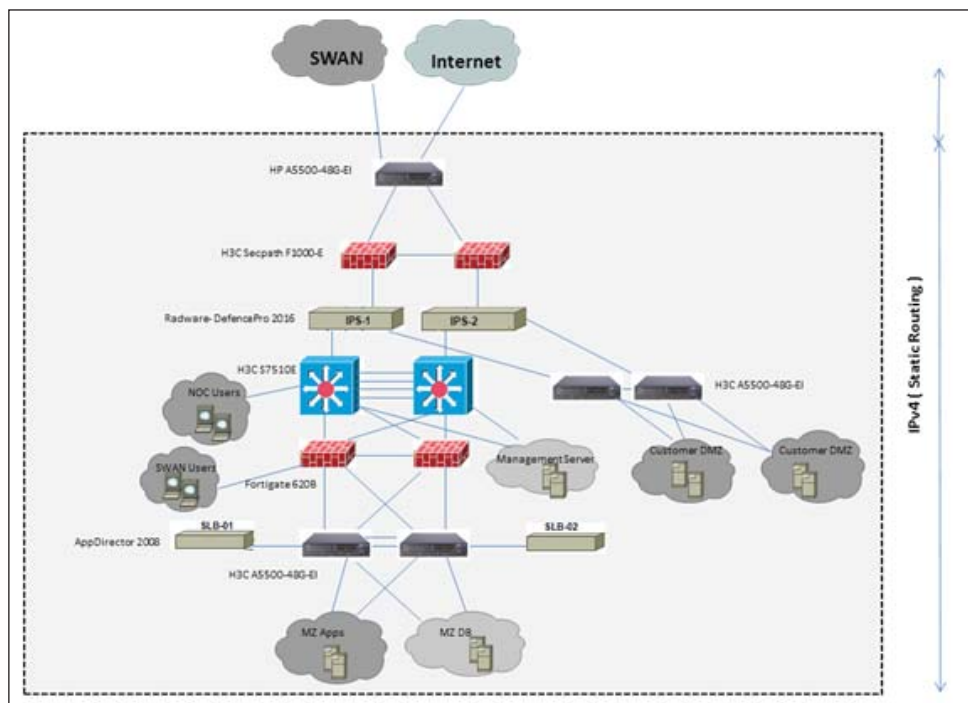 SWAN
Internet
HP A5500-48G-EI
H3C Secpath F1000-E
Radware-DefencePro 2016
IPS-1
IPS-2
H3C S7510E
H3C A5500-48G-EI
NOC Users
SWAN Users
Fortigate 620B
Management Server
Customer DMZ
Customer DMZ
SLB-01
SLB-02
AppDirector 2008
H3C A5500-48G-EI
MZ Apps
MZ DB
IPv4 ( Static Routing )